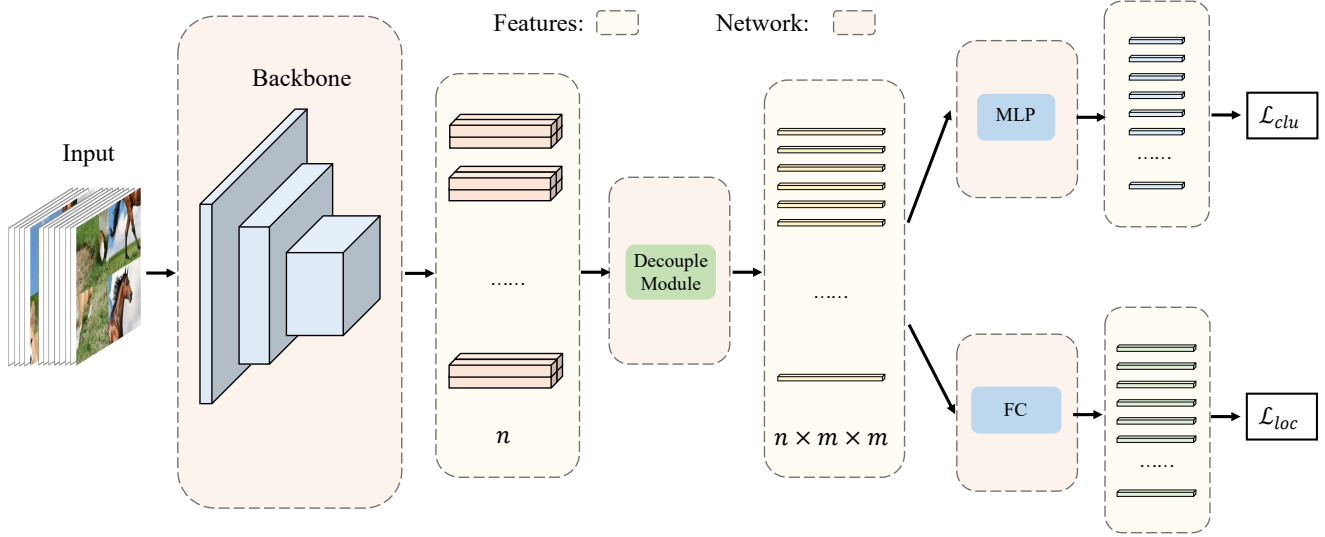 Features:
Network:
Backbone
Input
MLP
ℒ_clu
Decouple
Module
......
......
......
n
n × m × m
FC
ℒ_loc
......